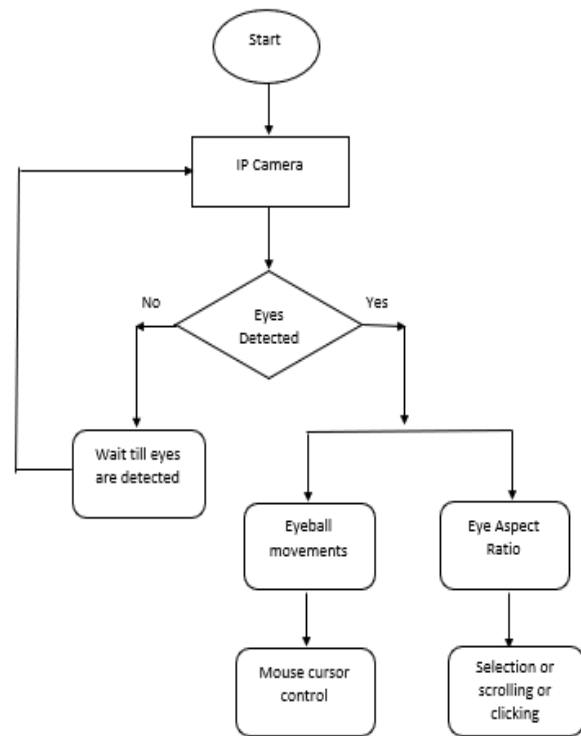 Start
IP Camera
No
Yes
Eyes
Detected
Wait till eyes
are detected
Eyeball
movements
Eye Aspect
Ratio
Mouse cursor
control
Selection or
scrolling or
clicking